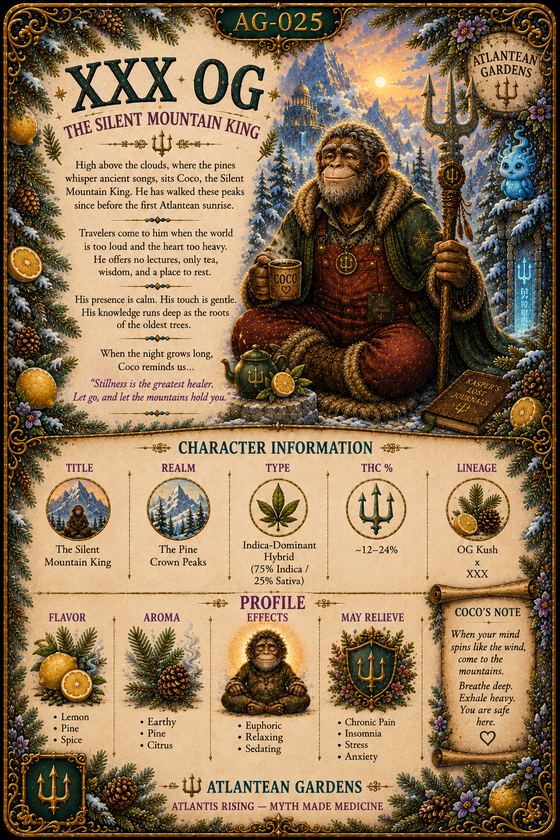 AG-025
XXX OG
THE SILENT MOUNTAIN KING
ATLANTEAN
GARDENS
High above the clouds, where the pines
whisper ancient songs, sits Coco, the Silent
Mountain King. He has walked these peaks
since before the first Atlantean sunrise.
Travelers come to him when the world
is too loud and the heart too heavy.
He offers no lectures, only tea,
wisdom, and a place to rest.
His presence is calm. His touch is gentle.
His knowledge runs deep as the roots
of the oldest trees.
When the night grows long,
Coco reminds us...
"Stillness is the greatest healer.
Let go, and let the mountains hold you."
COCO
KASPER'S
LOST
JOURNALS
CHARACTER INFORMATION
TITLE
The Silent
Mountain King
REALM
The Pine
Crown Peaks
TYPE
Indica-Dominant
Hybrid
(75% Indica /
25% Sativa)
THC %
~12–24%
LINEAGE
OG Kush
x
XXX
PROFILE
FLAVOR
• Lemon
• Pine
• Spice
AROMA
• Earthy
• Pine
• Citrus
EFFECTS
• Euphoric
• Relaxing
• Sedating
MAY RELIEVE
• Chronic Pain
• Insomnia
• Stress
• Anxiety
COCO'S NOTE
When your mind
spins like the wind,
come to the
mountains.
Breathe deep.
Exhale heavy.
You are safe
here.
ATLANTEAN GARDENS
ATLANTIS RISING — MYTH MADE MEDICINE